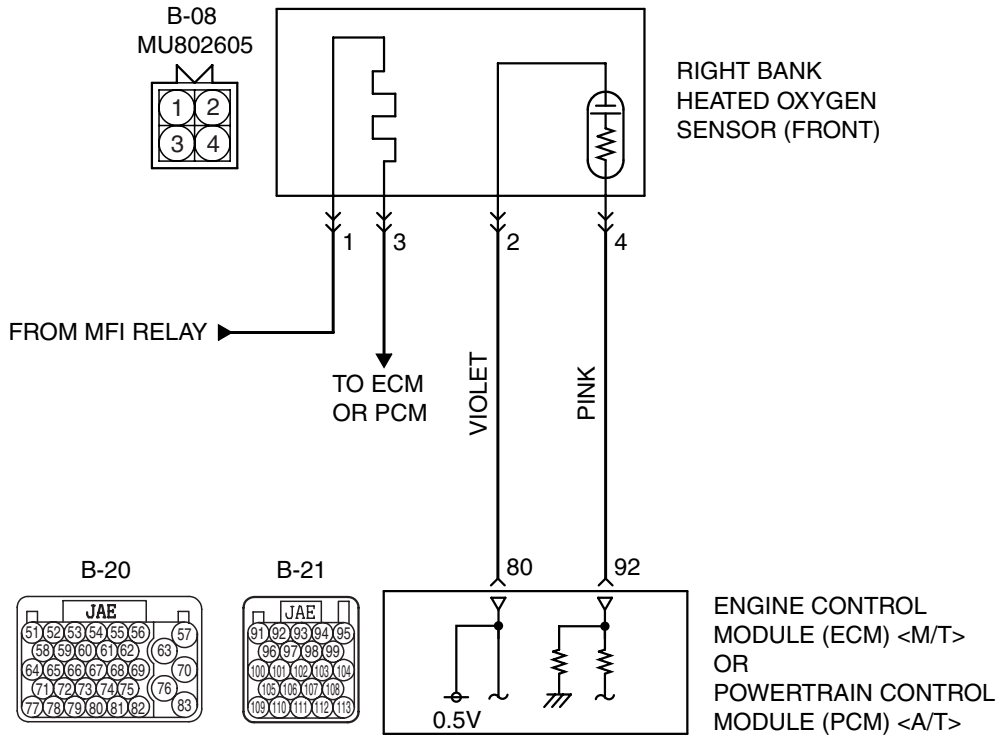 B-08
MU802605
1 2
3 4
RIGHT BANK
HEATED OXYGEN
SENSOR (FRONT)
1
3
2
4
FROM MFI RELAY
TO ECM
OR PCM
VIOLET
PINK
80
92
B-20
JAE
51 52 53 54 55 56 57
58 59 60 61 62 63
64 65 66 67 68 69 70
71 72 73 74 75 76
77 78 79 80 81 82 83
B-21
JAE
91 92 93 94 95
96 97 98 99
100 101 102 103 104
105 106 107 108
109 110 111 112 113
0.5V
ENGINE CONTROL
MODULE (ECM) <M/T>
OR
POWERTRAIN CONTROL
MODULE (PCM) <A/T>